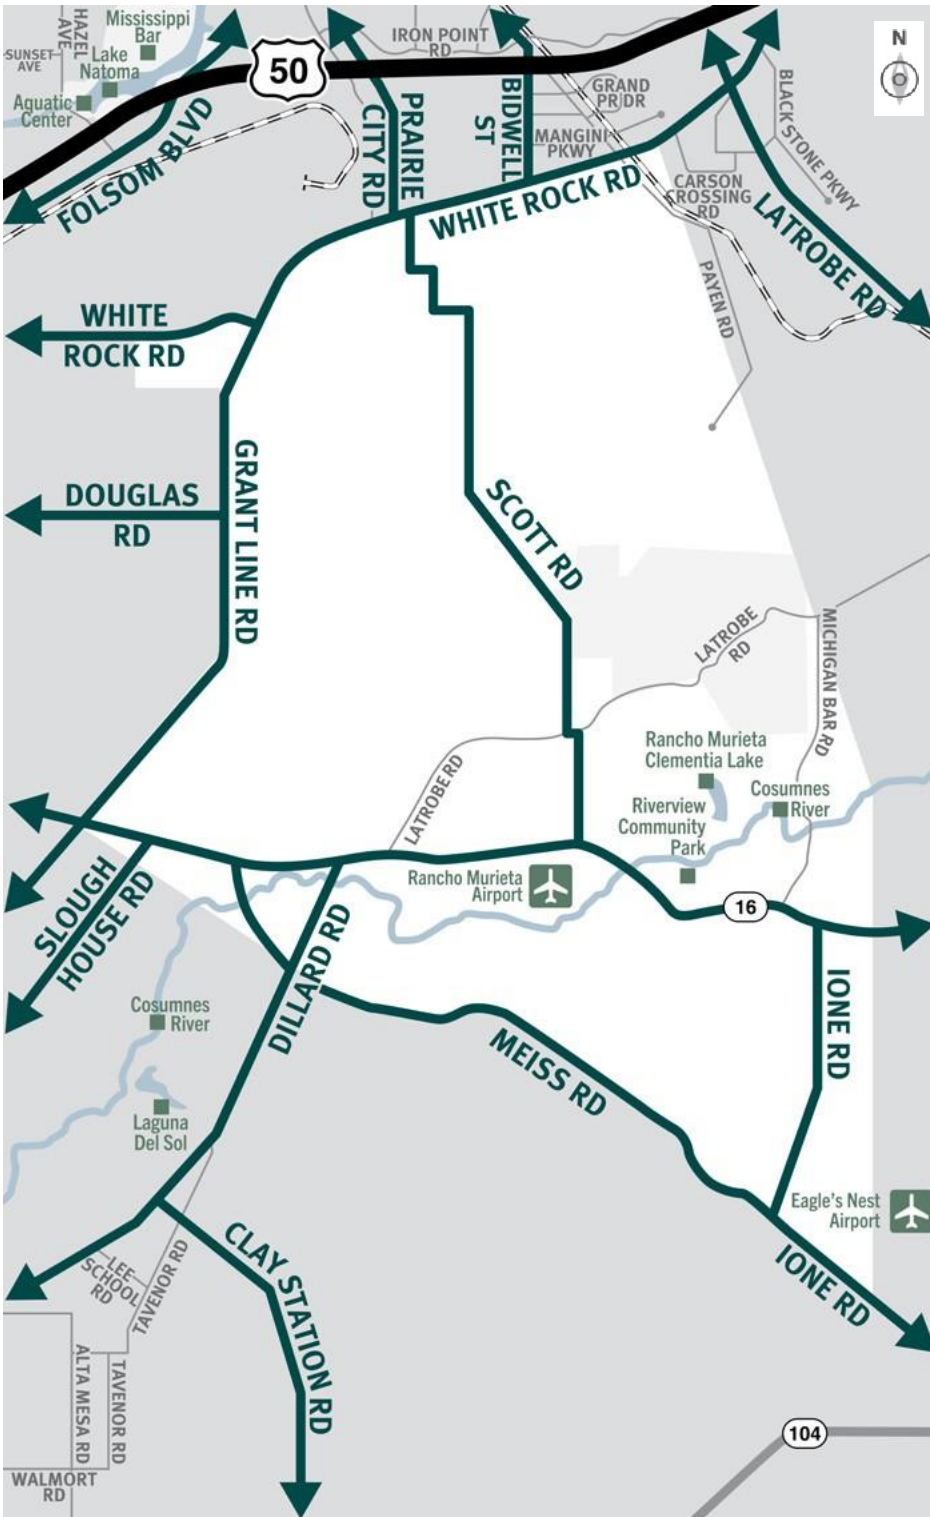 Mississippi
Bar
HAZEL
AVE
SUNSET
AVE
Lake
Natoma
Aquatic
Center
50
IRON POINT
RD
N
FOLSOM BLVD
PRAIRIE
CITY RD
BIDWELL
ST
GRAND
PR DR
MANGINI
PKWY
BLACK STONE PKWY
WHITE ROCK RD
CARSON
CROSSING
RD
LATROBE RD
PAYEN RD
WHITE
ROCK RD
GRANT LINE RD
DOUGLAS
RD
SCOTT RD
LATROBE
RD
MICHIGAN BAR RD
LATROBE RD
Rancho Murieta
Clementia Lake
Cosumnes
River
Riverview
Community
Park
Rancho Murieta
Airport
16
SLOUGH
HOUSE RD
DILLARD RD
IONE RD
Cosumnes
River
MEISS RD
Laguna
Del Sol
Eagle's Nest
Airport
CLAY STATION RD
IONE RD
LEE
SCHOOL
RD
TAVENOR RD
ALTA MESA RD
TAVENOR RD
104
WALMORT
RD